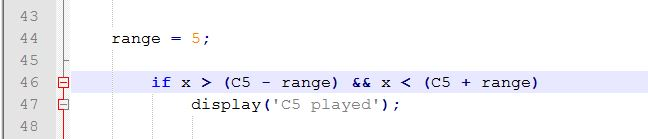 43
44 range = 5;
45
46 if x > (C5 - range) && x < (C5 + range)
47 display('C5 played');
48